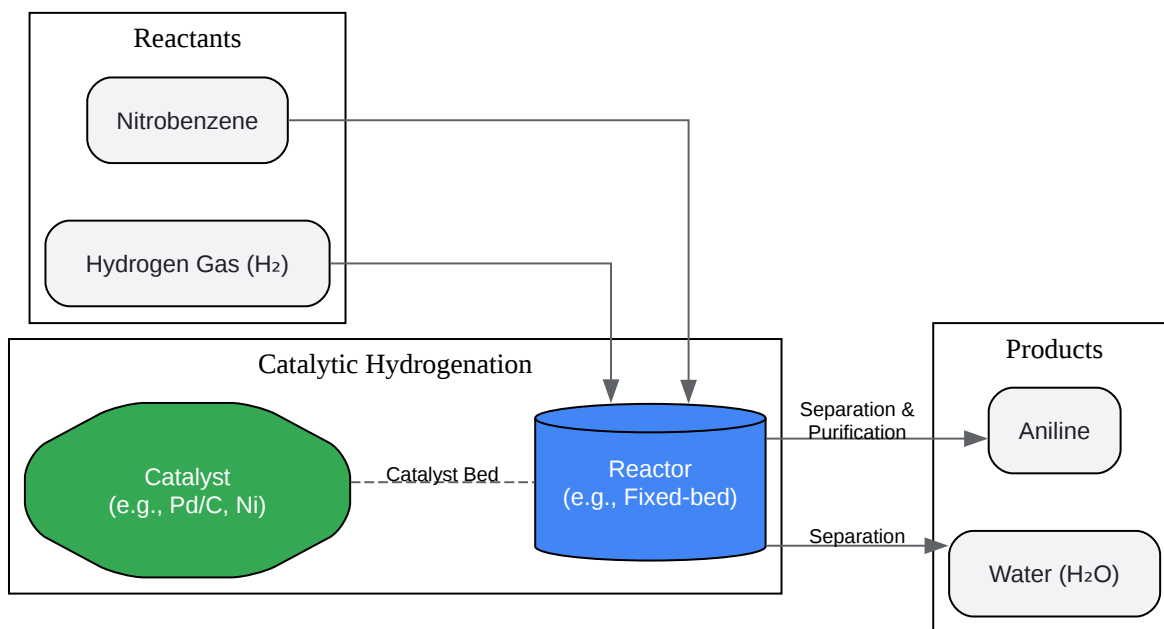 Reactants
Nitrobenzene
Hydrogen Gas (H₂)
Catalytic Hydrogenation
Catalyst
(e.g., Pd/C, Ni)
Catalyst Bed
Reactor
(e.g., Fixed-bed)
Separation &
Purification
Separation
Products
Aniline
Water (H₂O)